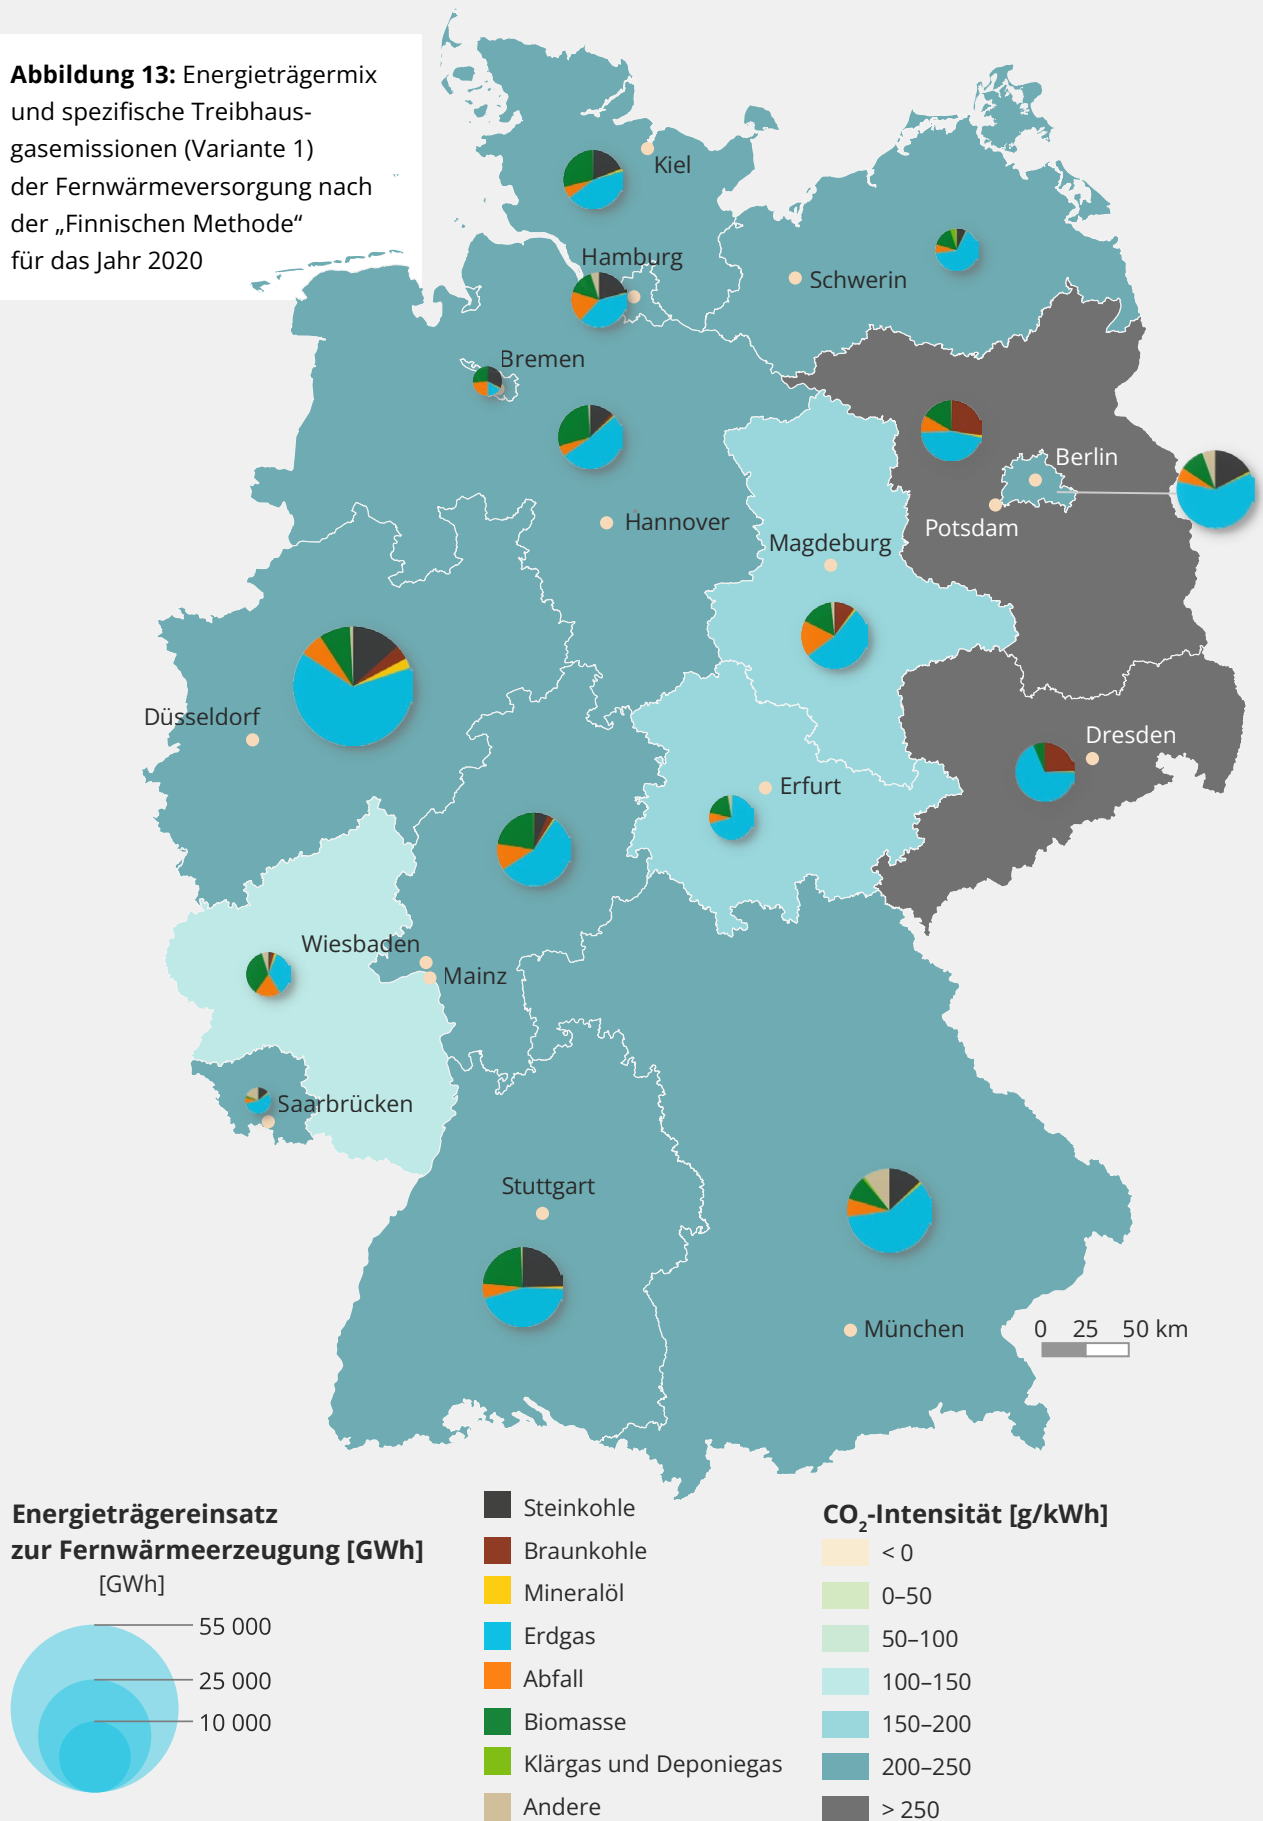 Abbildung 13: Energieträgermix
und spezifische Treibhaus-
gasemissionen (Variante 1)
der Fernwärmeversorgung nach
der „Finnischen Methode“
für das Jahr 2020
Kiel
Hamburg
Schwerin
Bremen
Berlin
Hannover
Potsdam
Magdeburg
Düsseldorf
Dresden
Erfurt
Wiesbaden
Mainz
Saarbrücken
Stuttgart
München
0 25 50 km
Energieträgereinsatz
zur Fernwärmeerzeugung [GWh]
[GWh]
55 000
25 000
10 000
Steinkohle
Braunkohle
Mineralöl
Erdgas
Abfall
Biomasse
Klärgas und Deponiegas
Andere
CO₂-Intensität [g/kWh]
< 0
0–50
50–100
100–150
150–200
200–250
> 250